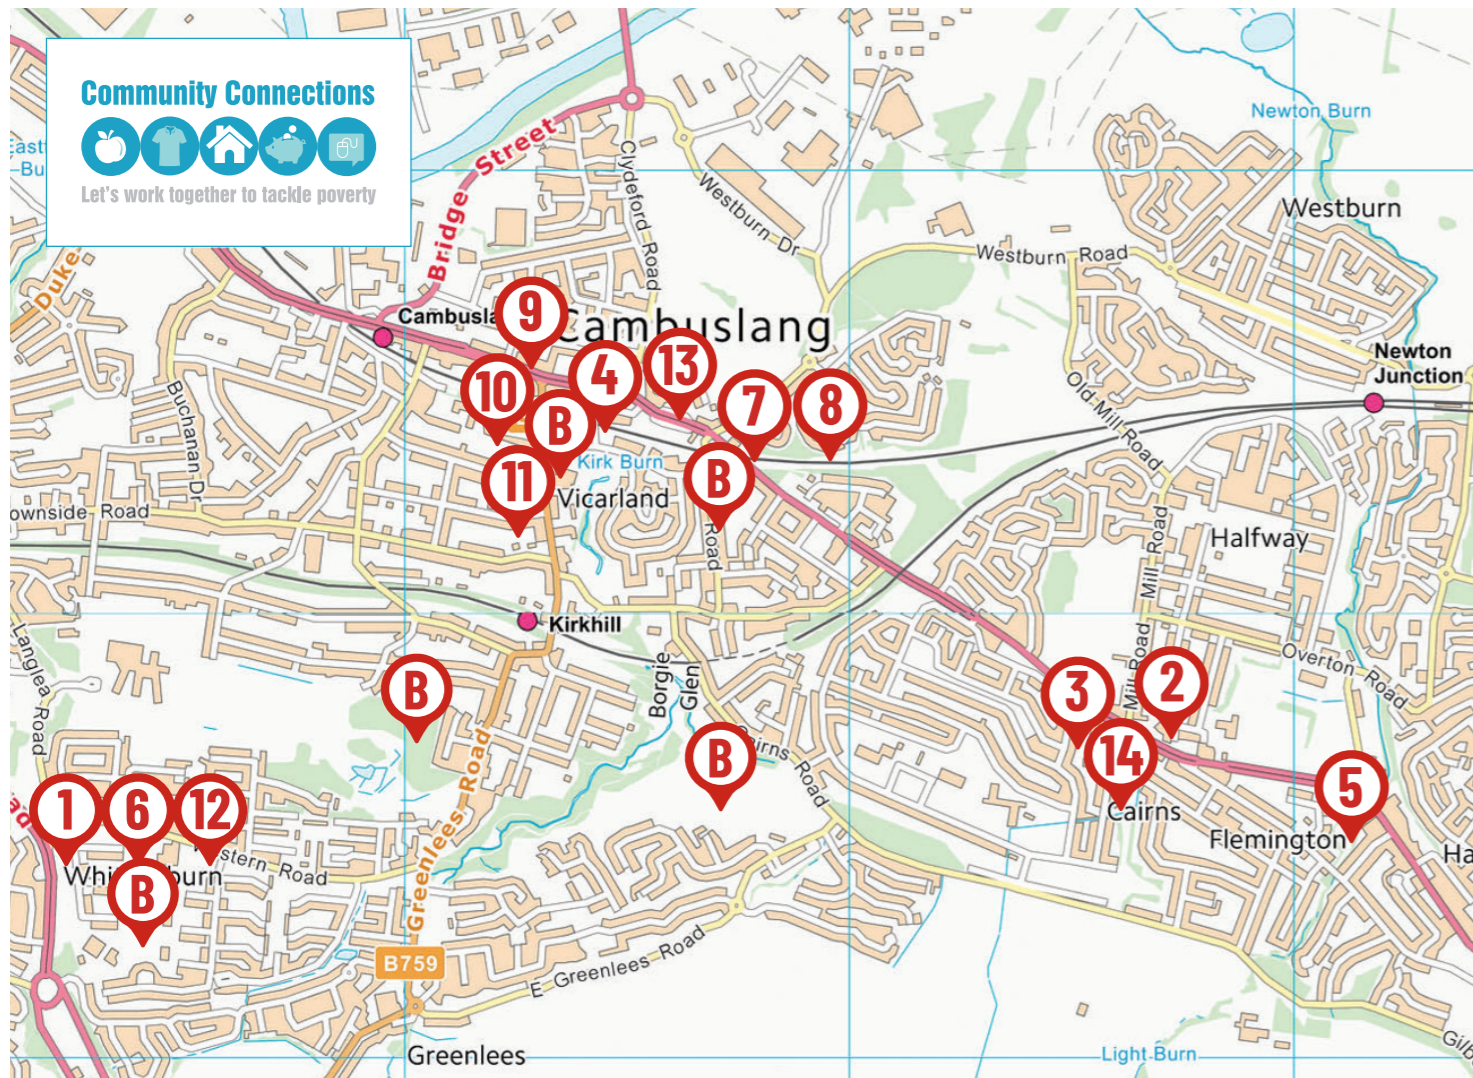 Community Connections
Let's work together to tackle poverty
East
-Bu
Duke
Bridge Street
Clydeford Road
Westburn Dr
Newton Burn
Westburn
Westburn Road
Cambusla
Cambuslang
9
10
4
13
B
7
8
Newton
Junction
Old Mill Road
Buchanan Dr
Kirk Burn
11
Vicarland
B
Road
ownside Road
Mill Road
Halfway
Kirkhill
Langlea Road
Borgie
Glen
Overton Road
B
3
Mill Road
2
B
airns Road
14
Cairns
5
Flemington
Ha
1
6
12
stern Road
Whi
burn
B
ad
Greenlees Road
B759
E Greenlees Road
Greenlees
Light Burn
Gilb